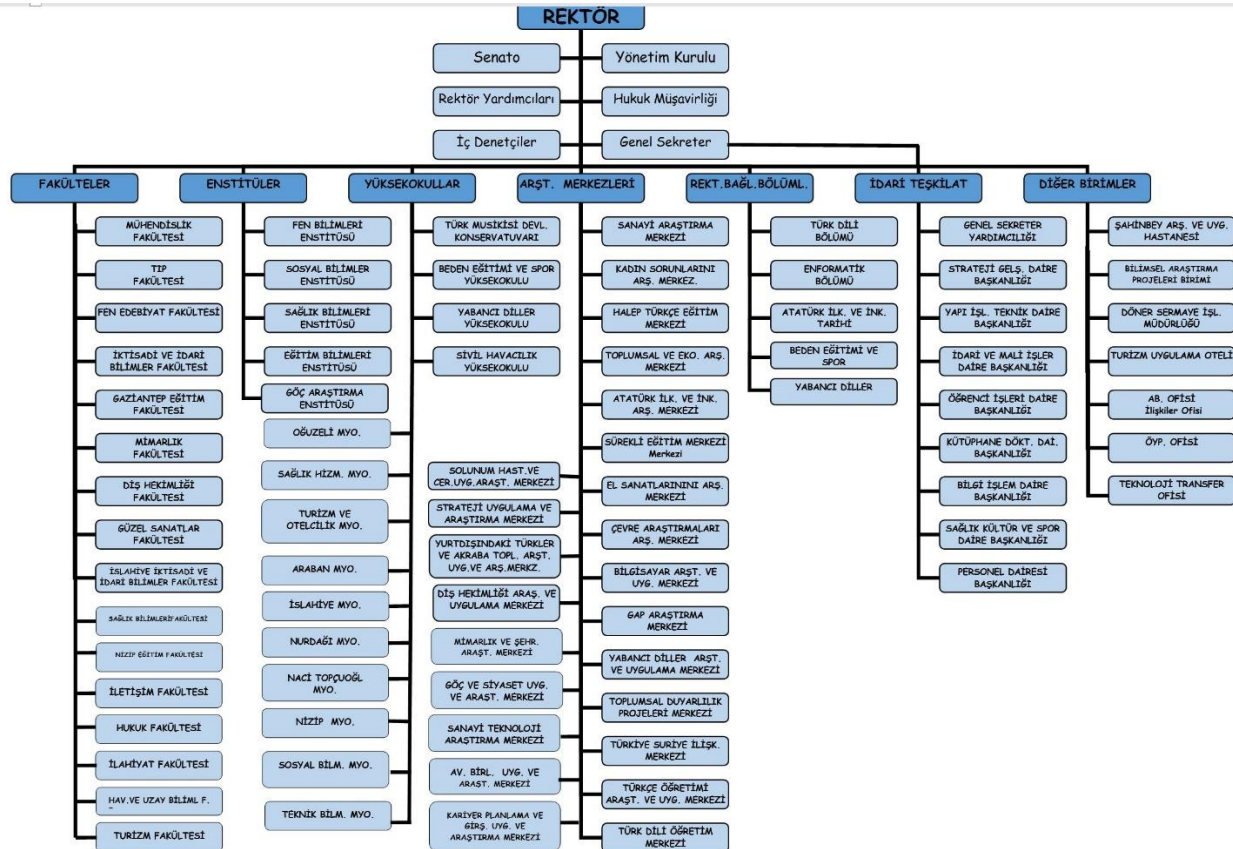 REKTÖR
Senato
Yönetim Kurulu
Rektör Yardımcıları
Hukuk Müşavirliği
İç Denetçiler
Genel Sekreter
FAKÜLTELER
ENSTİTÜLER
YÜKSEKOKULLAR
ARŞT. MERKEZLERİ
REKT.BAĞL.BÖLÜML.
İDARİ TEŞKİLAT
DİĞER BİRİMLER
MÜHENDİSLİK
FAKÜLTESİ
TIP
FAKÜLTESİ
FEN EDEBİYAT FAKÜLTESİ
İKTİSADİ VE İDARİ
BİLİMLER FAKÜLTESİ
GAZİANTEP EĞİTİM
FAKÜLTESİ
MİMARLIK
FAKÜLTESİ
DİŞ HEKİMLİĞİ
FAKÜLTESİ
GÜZEL SANATLAR
FAKÜLTESİ
İSLAHİYE İKTİSADİ VE
İDARİ BİLİMLER FAKÜLTESİ
SAĞLIK BİLİMLERİFAKÜLTESİ
NİZİP EĞİTİM FAKÜLTESİ
İLETİŞİM FAKÜLTESİ
HUKUK FAKÜLTESİ
İLAHİYAT FAKÜLTESİ
HAV.VE UZAY BİLİML F.
TURİZM FAKÜLTESİ
FEN BİLİMLERİ
ENSTİTÜSÜ
SOSYAL BİLİMLER
ENSTİTÜSÜ
SAĞLIK BİLİMLERİ
ENSTİTÜSÜ
EĞİTİM BİLİMLERİ
ENSTİTÜSÜ
GÖÇ ARAŞTIRMA
ENSTİTÜSÜ
TÜRK MUSIKİSİ DEVL.
KONSERVATUVARI
BEDEN EĞİTİMİ VE SPOR
YÜKSEKOKULU
YABANCI DİLLER
YÜKSEKOKULU
SİVİL HAVACILIK
YÜKSEKOKULU
OĞUZELİ MYO.
SAĞLIK HİZM. MYO.
TURİZM VE
OTELCİLİK MYO.
ARABAN MYO.
İSLAHİYE MYO.
NURDAĞI MYO.
NACİ TOPÇUOĞL
MYO.
NİZİP MYO.
SOSYAL BİLM. MYO.
TEKNİK BİLM. MYO.
SANAYİ ARAŞTIRMA
MERKEZİ
KADIN SORUNLARINI
ARŞ. MERKEZ.
HALEP TÜRKÇE EĞİTİM
MERKEZİ
TOPLUMSAL VE EKO. ARŞ.
MERKEZİ
ATATÜRK İLK. VE İNK.
ARŞ. MERKEZİ
SÜREKLİ EĞİTİM MERKEZİ
Merkezi
EL SANATLARININI ARŞ.
MERKEZİ
ÇEVRE ARAŞTIRMALARI
ARŞ. MERKEZİ
BİLGİSAYAR ARŞT. VE
UYG. MERKEZİ
GAP ARAŞTIRMA
MERKEZİ
YABANCI DİLLER ARŞT.
VE UYGULAMA MERKEZİ
TOPLUMSAL DUYARLILIK
PROJELERİ MERKEZİ
TÜRKİYE SURİYE İLİŞK.
MERKEZİ
TÜRKÇE ÖĞRETİMİ
ARAŞT. VE UYG. MERKEZİ
TÜRK DİLİ ÖĞRETİM
MERKEZİ
SOLUNUM HAST.VE
CER.UYG.ARAŞT. MERKEZİ
STRATEJİ UYGULAMA VE
ARAŞTIRMA MERKEZİ
YURTDIŞINDAKİ TÜRKLER
VE AKRABA TOPL. ARŞT.
UYG.VE ARŞ.MERKZ.
DİŞ HEKİMLİĞİ ARAŞ. VE
UYGULAMA MERKEZİ
MİMARLIK VE ŞEHR.
ARAŞT. MERKEZİ
GÖÇ VE SİYASET UYG.
VE ARAŞT. MERKEZİ
SANAYİ TEKNOLOJİ
ARAŞTIRMA MERKEZİ
AV. BİRL. UYG. VE
ARAŞT. MERKEZİ
KARİYER PLANLAMA VE
GİRŞ. UYG. VE
ARAŞTIRMA MERKEZİ
TÜRK DİLİ
BÖLÜMÜ
ENFORMATİK
BÖLÜMÜ
ATATÜRK İLK. VE İNK.
TARİHİ
BEDEN EĞİTİMİ VE
SPOR
YABANCI DİLLER
GENEL SEKRETER
YARDIMCILIĞI
STRATEJİ GELŞ. DAİRE
BAŞKANLIĞI
YAPI İŞL. TEKNİK DAİRE
BAŞKANLIĞI
İDARİ VE MALİ İŞLER
DAİRE BAŞKANLIĞI
ÖĞRENCİ İŞLERİ DAİRE
BAŞKANLIĞI
KÜTÜPHANE DÖKT. DAİ.
BAŞKANLIĞI
BİLGİ İŞLEM DAİRE
BAŞKANLIĞI
SAĞLIK KÜLTÜR VE SPOR
DAİRE BAŞKANLIĞI
PERSONEL DAİRESİ
BAŞKANLIĞI
ŞAHİNBEY ARŞ. VE UYG.
HASTANESİ
BİLİMSEL ARAŞTIRMA
PROJELERİ BİRİMİ
DÖNER SERMAYE İŞL.
MÜDÜRLÜĞÜ
TURİZM UYGULAMA OTELİ
AB. OFİSİ
İlişkiler Ofisi
ÖYP. OFİSİ
TEKNOLOJİ TRANSFER
OFİSİ